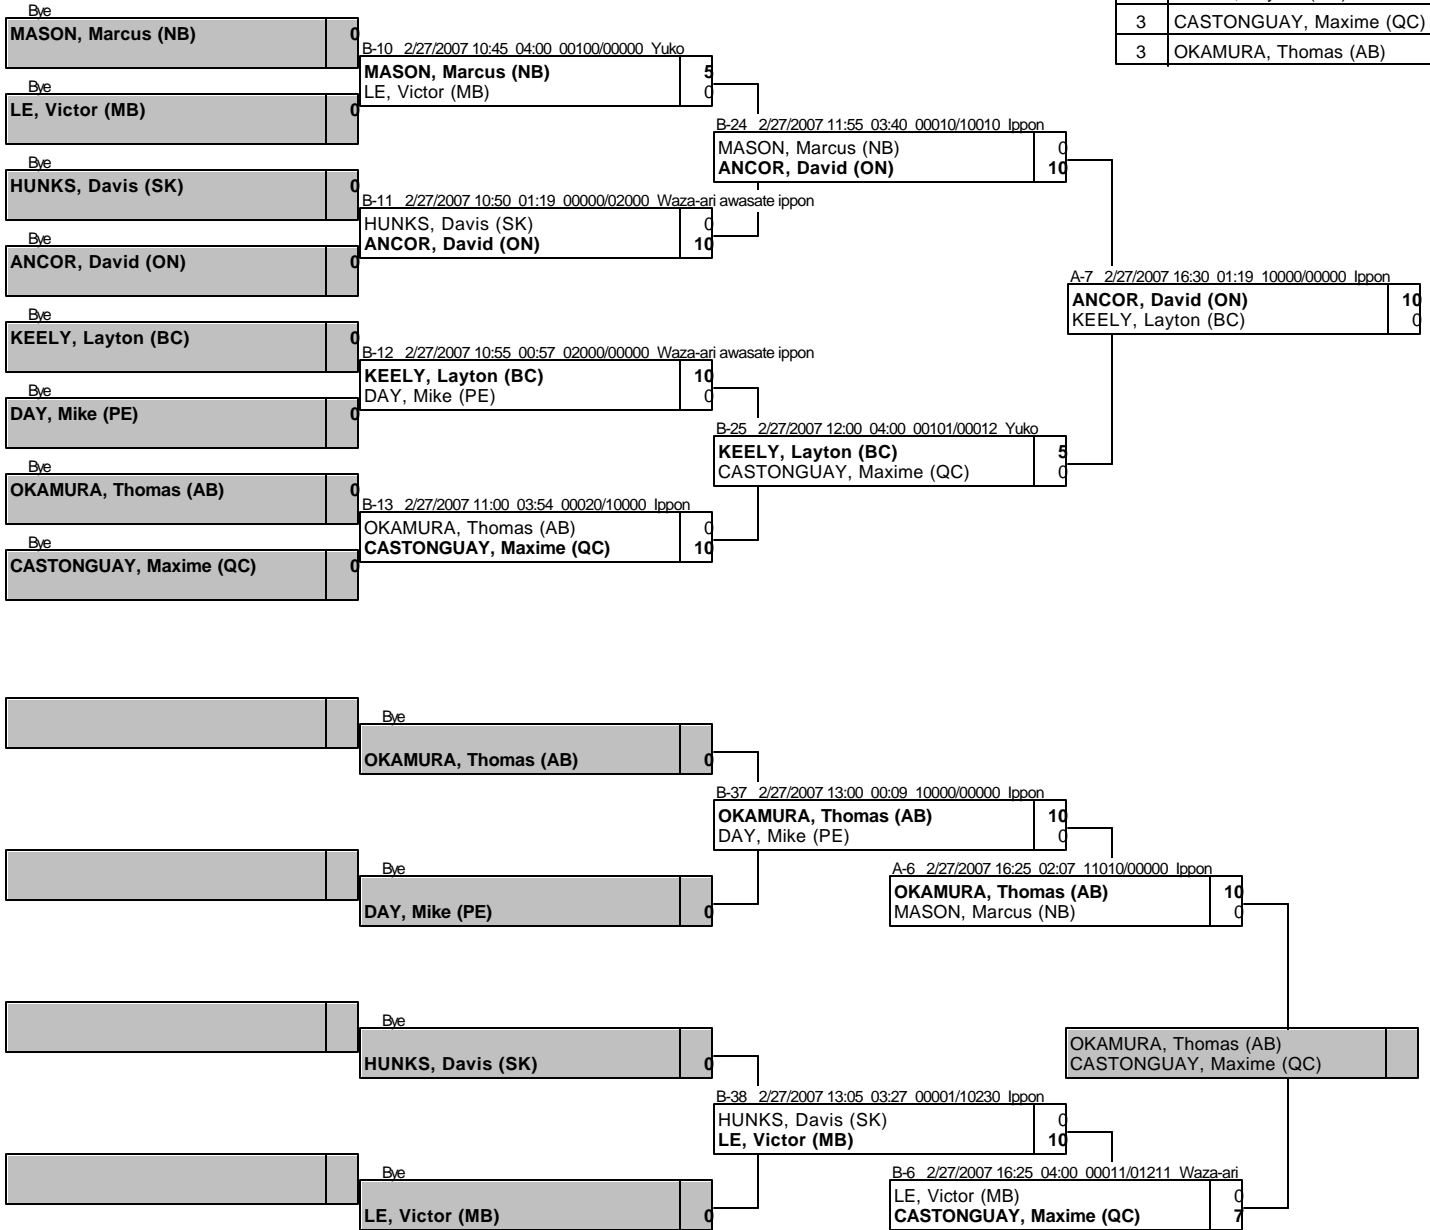 3 CASTONGUAY, Maxime (QC)
3 OKAMURA, Thomas (AB)
Bye
MASON, Marcus (NB) 0
Bye
LE, Victor (MB) 0
Bye
HUNKS, Davis (SK) 0
Bye
ANCOR, David (ON) 0
Bye
KEELY, Layton (BC) 0
Bye
DAY, Mike (PE) 0
Bye
OKAMURA, Thomas (AB) 0
Bye
CASTONGUAY, Maxime (QC) 0
B-10 2/27/2007 10:45 04:00 00100/00000 Yuko
MASON, Marcus (NB) 5
LE, Victor (MB) 0
B-11 2/27/2007 10:50 01:19 00000/02000 Waza-ari awasate ippon
HUNKS, Davis (SK) 0
ANCOR, David (ON) 10
B-12 2/27/2007 10:55 00:57 02000/00000 Waza-ari awasate ippon
KEELY, Layton (BC) 10
DAY, Mike (PE) 0
B-13 2/27/2007 11:00 03:54 00020/10000 Ippon
OKAMURA, Thomas (AB) 0
CASTONGUAY, Maxime (QC) 10
B-24 2/27/2007 11:55 03:40 00010/10010 Ippon
MASON, Marcus (NB) 0
ANCOR, David (ON) 10
B-25 2/27/2007 12:00 04:00 00101/00012 Yuko
KEELY, Layton (BC) 5
CASTONGUAY, Maxime (QC) 0
A-7 2/27/2007 16:30 01:19 10000/00000 Ippon
ANCOR, David (ON) 10
KEELY, Layton (BC) 0
Bye
OKAMURA, Thomas (AB) 0
Bye
DAY, Mike (PE) 0
Bye
HUNKS, Davis (SK) 0
Bye
LE, Victor (MB) 0
B-37 2/27/2007 13:00 00:09 10000/00000 Ippon
OKAMURA, Thomas (AB) 10
DAY, Mike (PE) 0
B-38 2/27/2007 13:05 03:27 00001/10230 Ippon
HUNKS, Davis (SK) 0
LE, Victor (MB) 10
A-6 2/27/2007 16:25 02:07 11010/00000 Ippon
OKAMURA, Thomas (AB) 10
MASON, Marcus (NB) 0
B-6 2/27/2007 16:25 04:00 00011/01211 Waza-ari
LE, Victor (MB) 0
CASTONGUAY, Maxime (QC) 7
OKAMURA, Thomas (AB)
CASTONGUAY, Maxime (QC)